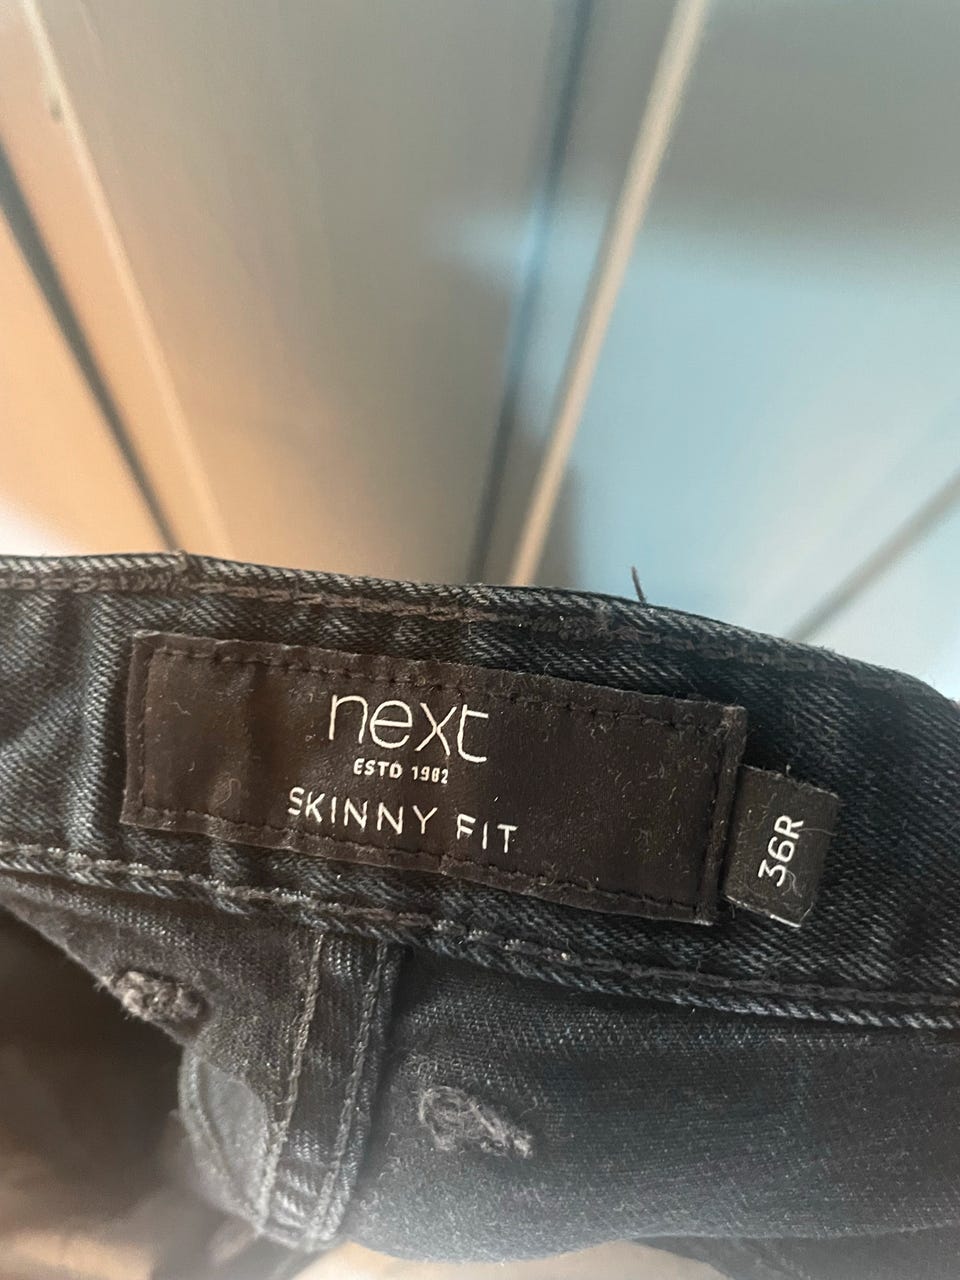 next
ESTD 1982
SKINNY FIT
36R